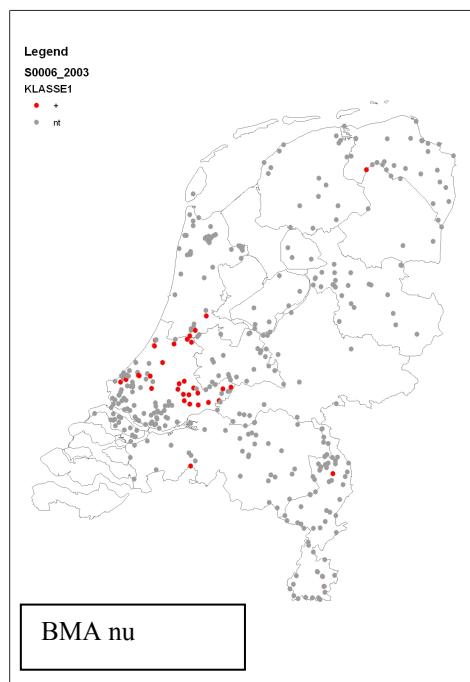 Legend
S0006_2003
KLASSE1
+
nt
BMA nu